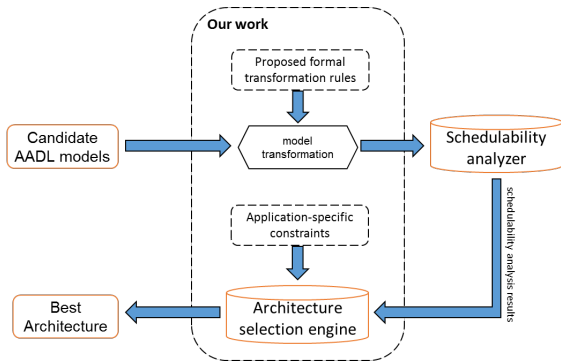 Our work
Proposed formal
transformation rules
Candidate
AADL models
model
transformation
Schedulability
analyzer
schedulability analysis results
Application-specific
constraints
Best
Architecture
Architecture
selection engine